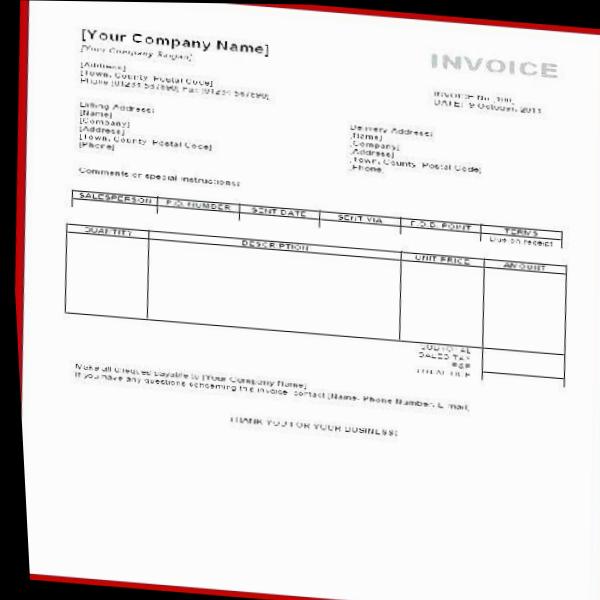 [Your Company Name]
[Your Company Slogan]
INVOICE
[Address]
[Town, County Postal Code]
Phone [01234 567890] Fax [01234 567890]
INVOICE No. [100]
DATE: 9 October, 2011
Billing Address:
[Name]
[Company]
[Address]
[Town, County Postal Code]
[Phone]
Delivery Address:
[Name]
[Company]
[Address]
[Town, County Postal Code]
[Phone]
Comments or special instructions:
SALESPERSON P.O. NUMBER SENT DATE SENT VIA F.O.B. POINT TERMS
Due on receipt
QUANTITY DESCRIPTION UNIT PRICE AMOUNT
SUBTOTAL
SALES TAX
P&P
TOTAL DUE
Make all cheques payable to [Your Company Name]
If you have any questions concerning this invoice, contact [Name, Phone Number, E-mail]
THANK YOU FOR YOUR BUSINESS!